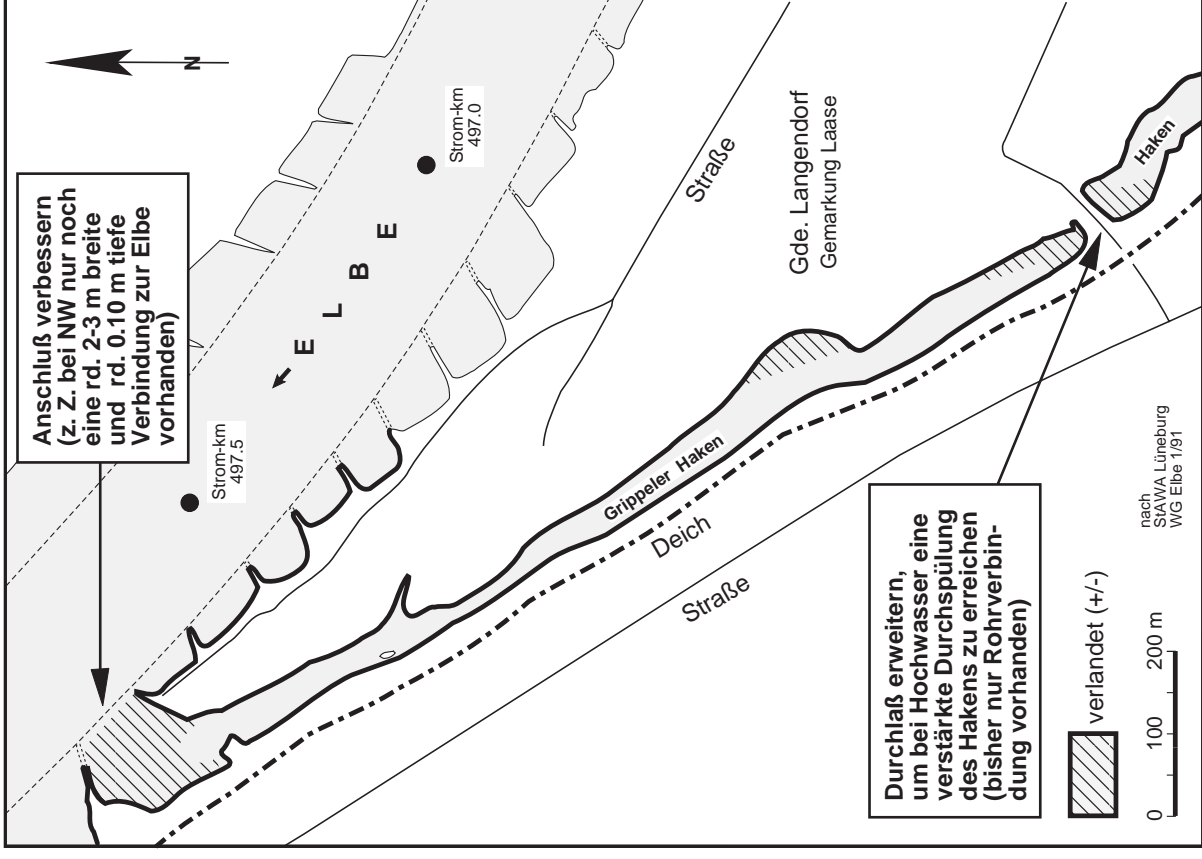 Anschluß verbessern
(z. Z. bei NW nur noch
eine rd. 2-3 m breite
und rd. 0.10 m tiefe
Verbindung zur Elbe
vorhanden)
N
Strom-km
497.5
Strom-km
497.0
E L B E
Straße
Gde. Langendorf
Gemarkung Laase
Haken
Grippeler Haken
Deich
Straße
Durchlaß erweitern,
um bei Hochwasser eine
verstärkte Durchspülung
des Hakens zu erreichen
(bisher nur Rohrverbin-
dung vorhanden)
verlandet (+/-)
0 100 200 m
nach
StAWA Lüneburg
WG Elbe 1/91